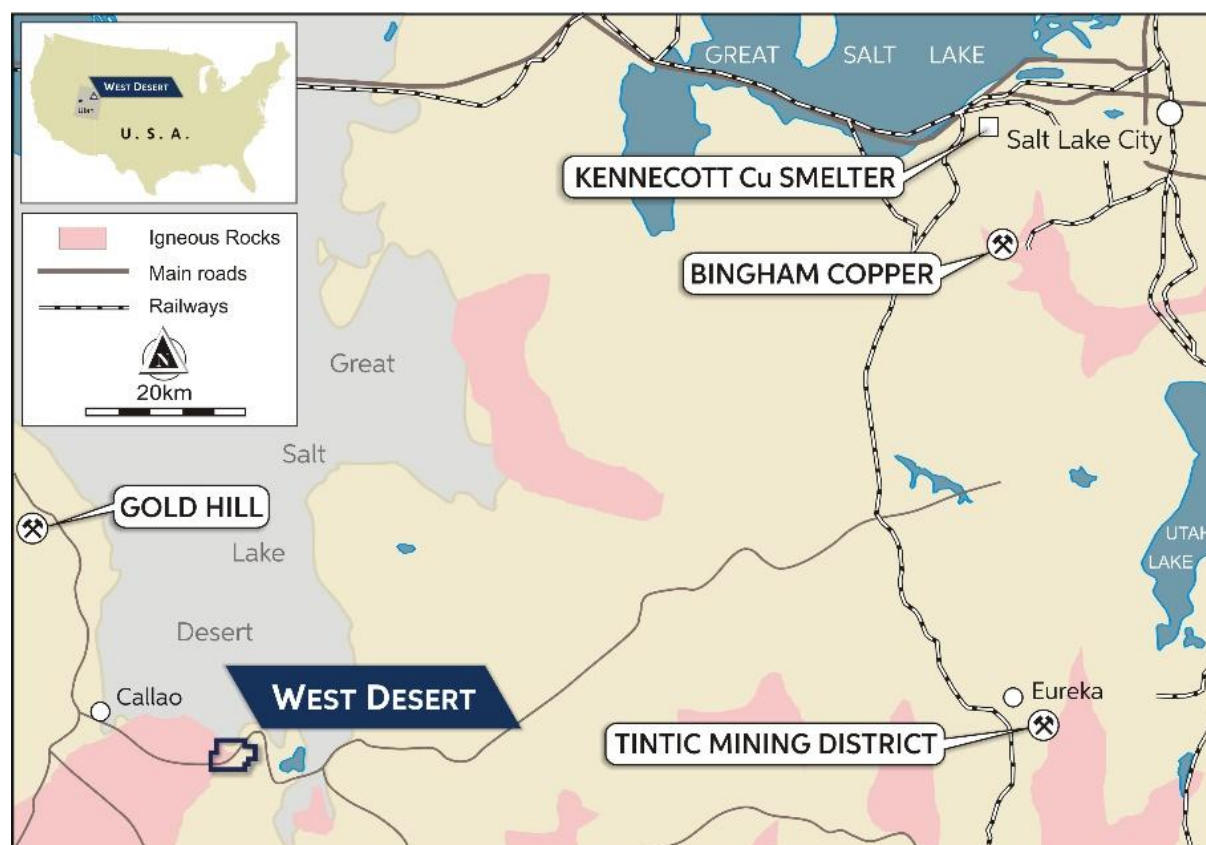 WEST DESERT
Utah
U. S. A.
Igneous Rocks
Main roads
Railways
N
20km
GREAT SALT LAKE
Salt Lake City
KENNECOTT Cu SMELTER
BINGHAM COPPER
Great
Salt
Lake
Desert
GOLD HILL
UTAH
LAKE
Callao
WEST DESERT
Eureka
TINTIC MINING DISTRICT